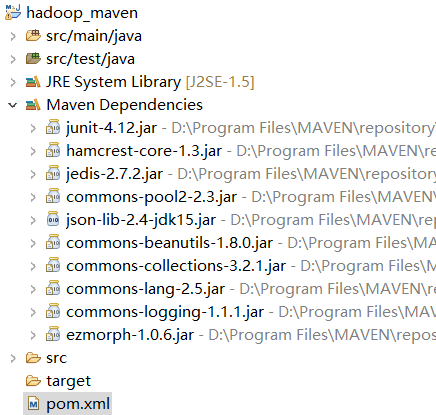 hadoop_maven
src/main/java
src/test/java
JRE System Library [J2SE-1.5]
Maven Dependencies
junit-4.12.jar - D:\Program Files\MAVEN\repository\
hamcrest-core-1.3.jar - D:\Program Files\MAVEN\re
jedis-2.7.2.jar - D:\Program Files\MAVEN\repository
commons-pool2-2.3.jar - D:\Program Files\MAVEN\r
json-lib-2.4-jdk15.jar - D:\Program Files\MAVEN\rep
commons-beanutils-1.8.0.jar - D:\Program Files\MA
commons-collections-3.2.1.jar - D:\Program Files\M
commons-lang-2.5.jar - D:\Program Files\MAVEN\re
commons-logging-1.1.1.jar - D:\Program Files\MAV
ezmorph-1.0.6.jar - D:\Program Files\MAVEN\repos
src
target
pom.xml